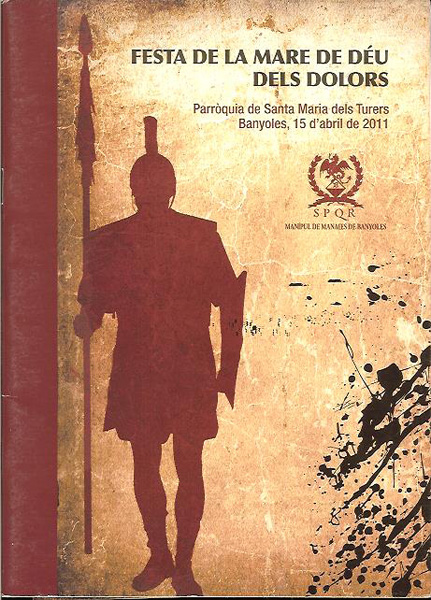 FESTA DE LA MARE DE DÉU
DELS DOLORS
Parròquia de Santa Maria dels Turers
Banyoles, 15 d'abril de 2011
SPQR
MANÍPUL DE MANAIES DE BANYOLES